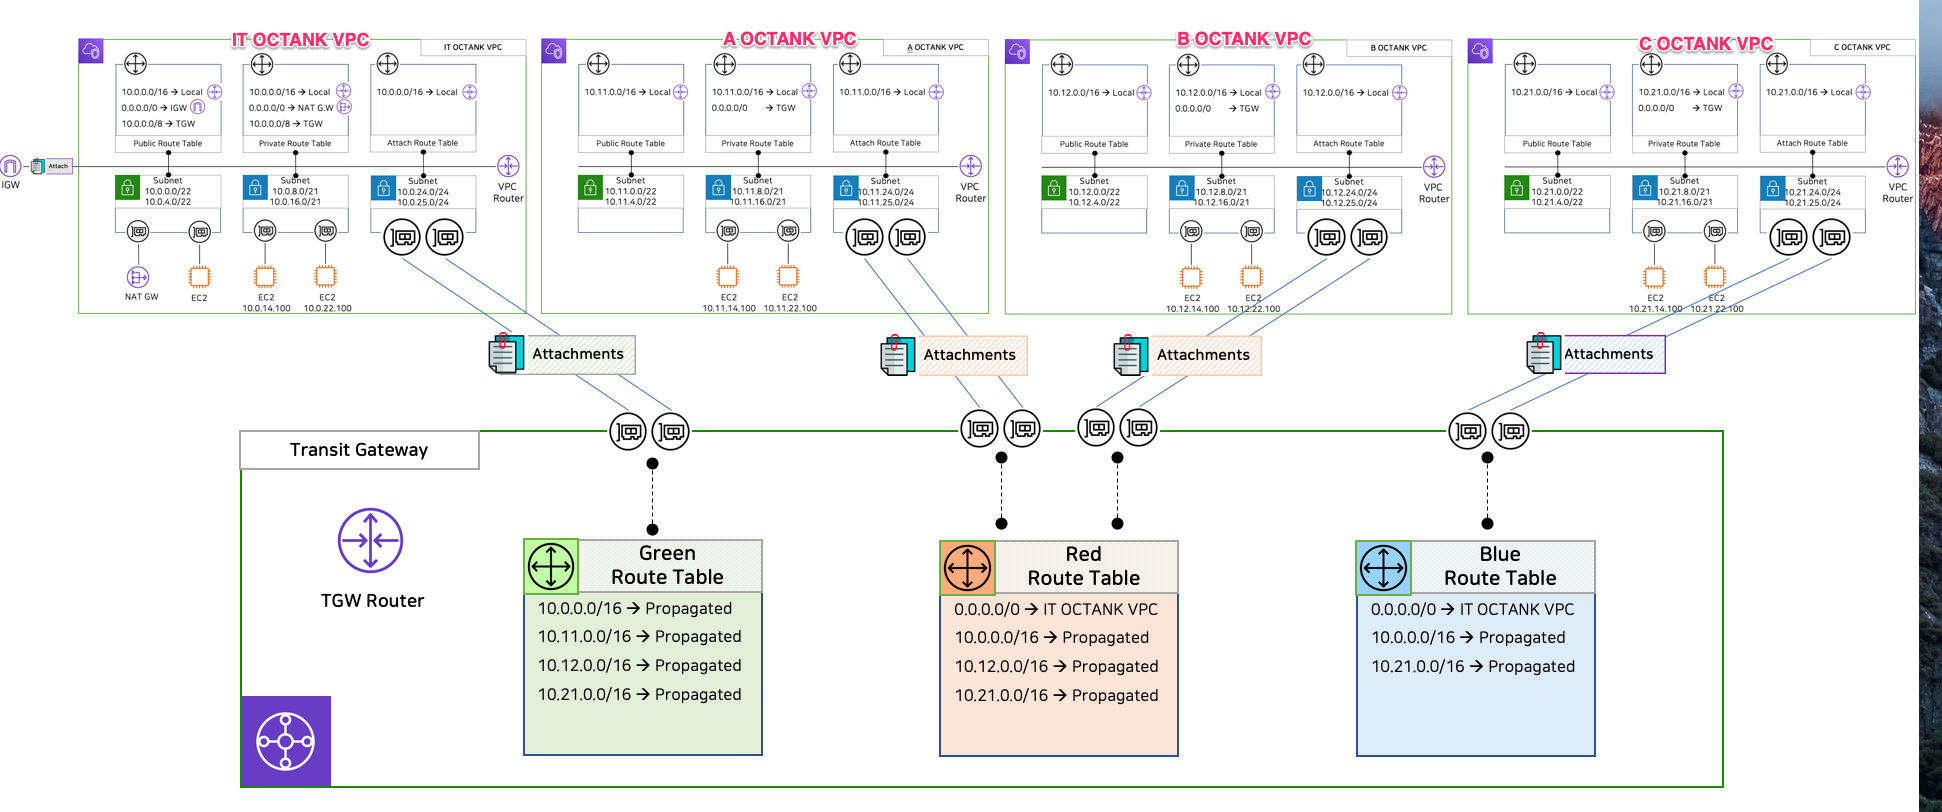 IT OCTANK VPC
IT OCTANK VPC
10.0.0.0/16 → Local
0.0.0.0/0 → IGW
10.0.0.0/8 → TGW
Public Route Table
10.0.0.0/16 → Local
0.0.0.0/0 → NAT G.W
10.0.0.0/8 → TGW
Private Route Table
10.0.0.0/16 → Local
Attach Route Table
IGW
Attach
VPC
Router
Subnet
10.0.0.0/22
10.0.4.0/22
Subnet
10.0.8.0/21
10.0.16.0/21
Subnet
10.0.24.0/24
10.0.25.0/24
NAT GW
EC2
EC2
10.0.14.100
EC2
10.0.22.100
A OCTANK VPC
A OCTANK VPC
10.11.0.0/16 → Local
Public Route Table
10.11.0.0/16 → Local
0.0.0.0/0 → TGW
Private Route Table
10.11.0.0/16 → Local
Attach Route Table
VPC
Router
Subnet
10.11.0.0/22
10.11.4.0/22
Subnet
10.11.8.0/21
10.11.16.0/21
Subnet
10.11.24.0/24
10.11.25.0/24
EC2
10.11.14.100
EC2
10.11.22.100
B OCTANK VPC
B OCTANK VPC
10.12.0.0/16 → Local
Public Route Table
10.12.0.0/16 → Local
0.0.0.0/0 → TGW
Private Route Table
10.12.0.0/16 → Local
Attach Route Table
VPC
Router
Subnet
10.12.0.0/22
10.12.4.0/22
Subnet
10.12.8.0/21
10.12.16.0/21
Subnet
10.12.24.0/24
10.12.25.0/24
EC2
10.12.14.100
EC2
10.12.22.100
C OCTANK VPC
C OCTANK VPC
10.21.0.0/16 → Local
Public Route Table
10.21.0.0/16 → Local
0.0.0.0/0 → TGW
Private Route Table
10.21.0.0/16 → Local
Attach Route Table
VPC
Router
Subnet
10.21.0.0/22
10.21.4.0/22
Subnet
10.21.8.0/21
10.21.16.0/21
Subnet
10.21.24.0/24
10.21.25.0/24
EC2
10.21.14.100
EC2
10.21.22.100
Attachments
Attachments
Attachments
Attachments
Transit Gateway
TGW Router
Green
Route Table
10.0.0.0/16 → Propagated
10.11.0.0/16 → Propagated
10.12.0.0/16 → Propagated
10.21.0.0/16 → Propagated
Red
Route Table
0.0.0.0/0 → IT OCTANK VPC
10.0.0.0/16 → Propagated
10.12.0.0/16 → Propagated
10.21.0.0/16 → Propagated
Blue
Route Table
0.0.0.0/0 → IT OCTANK VPC
10.0.0.0/16 → Propagated
10.21.0.0/16 → Propagated